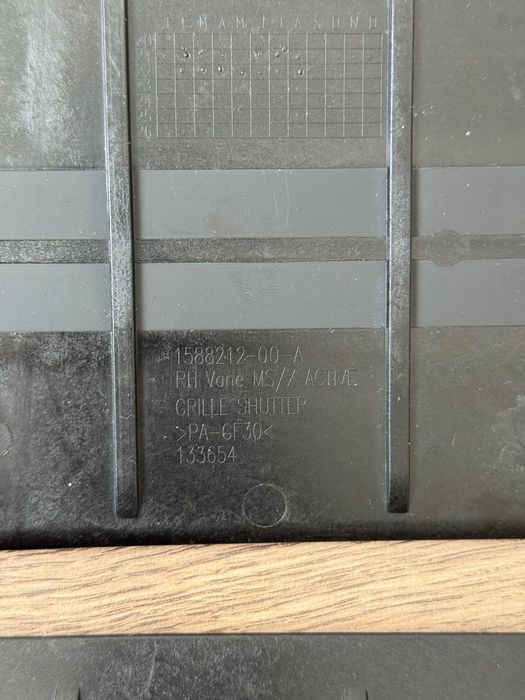 J F M A M J J A S O N D
20
21
22
23
24
25
26
1588212-00-A
RH Vane MS/X ACTIVE
GRILLE SHUTTER
>PA-GF30<
133654